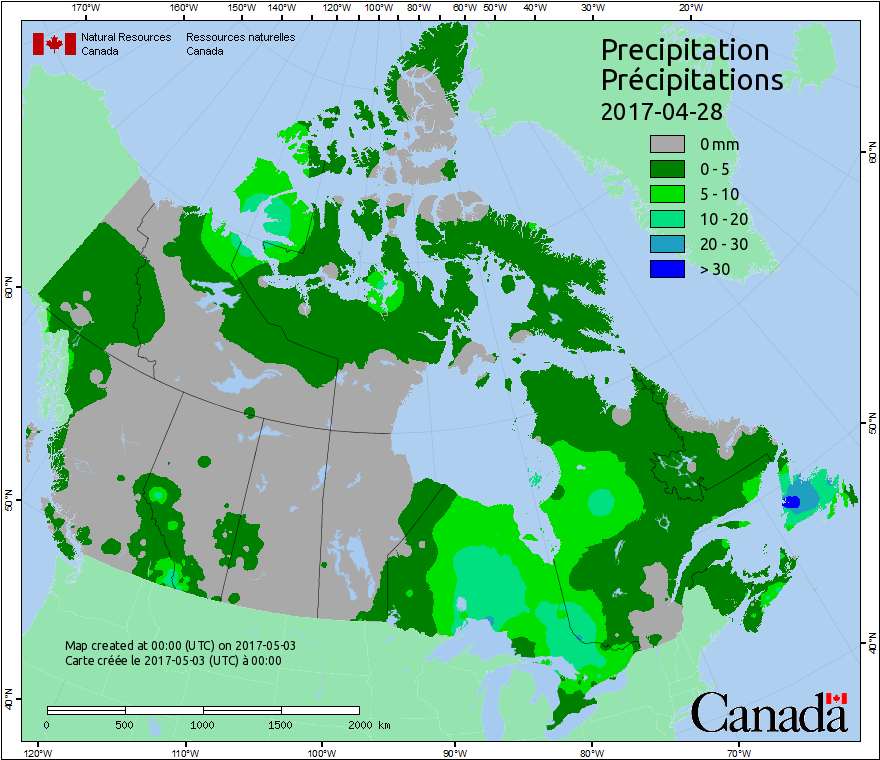 170°W 160°W 150°W 140°W 120°W 100°W 80°W 60°W 50°W 40°W 30°W 20°W
Natural Resources Ressources naturelles
Canada Canada
Precipitation
Précipitations
2017-04-28
0 mm
0 - 5
5 - 10
10 - 20
20 - 30
> 30
60°N 60°N
50°N 50°N
40°N 40°N
Map created at 00:00 (UTC) on 2017-05-03
Carte créée le 2017-05-03 (UTC) à 00:00
0 500 1000 1500 2000 km
Canada
120°W 110°W 100°W 90°W 80°W 70°W